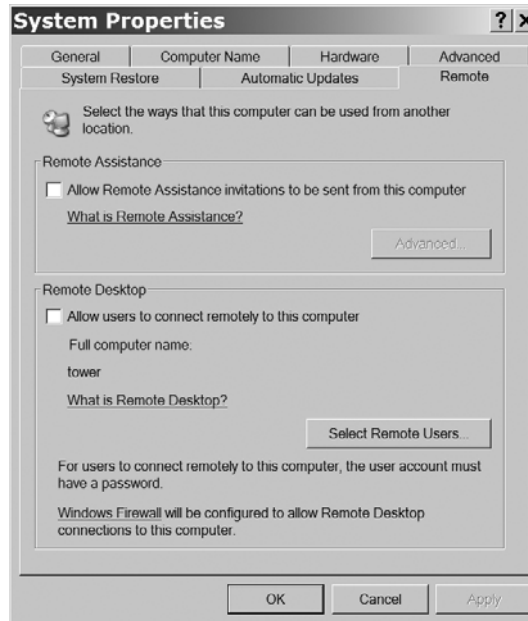 System Properties
General Computer Name Hardware Advanced
System Restore Automatic Updates Remote
Select the ways that this computer can be used from another
location.
Remote Assistance
Allow Remote Assistance invitations to be sent from this computer
What is Remote Assistance?
Advanced...
Remote Desktop
Allow users to connect remotely to this computer
Full computer name:
tower
What is Remote Desktop?
Select Remote Users...
For users to connect remotely to this computer, the user account must
have a password.
Windows Firewall will be configured to allow Remote Desktop
connections to this computer.
OK Cancel Apply